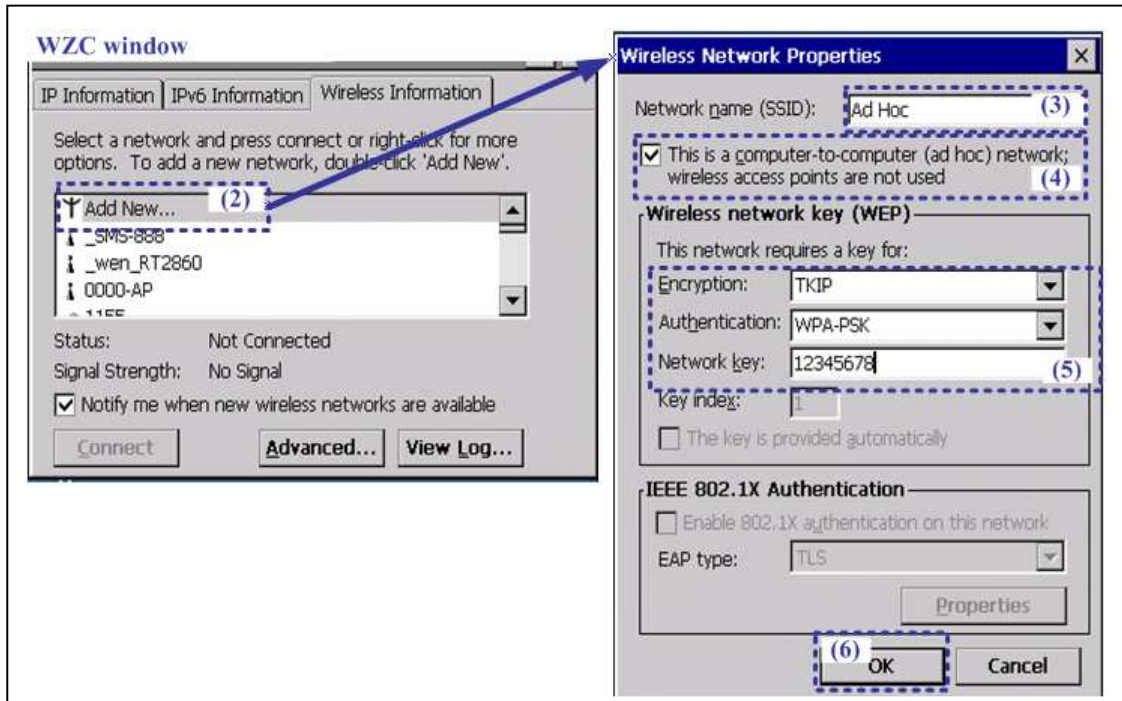 WZC window
IP Information
IPv6 Information
Wireless Information
Select a network and press connect or right-click for more
options. To add a new network, double-click 'Add New'.
Add New...
(2)
_SMS-888
_wen_RT2860
0000-AP
Status: Not Connected
Signal Strength: No Signal
Notify me when new wireless networks are available
Connect
Advanced...
View Log...
Wireless Network Properties
Network name (SSID): Ad Hoc
(3)
This is a computer-to-computer (ad hoc) network;
wireless access points are not used
(4)
Wireless network key (WEP)
This network requires a key for:
Encryption: TKIP
Authentication: WPA-PSK
Network key: 12345678
(5)
Key index: 1
The key is provided automatically
IEEE 802.1X Authentication
Enable 802.1X authentication on this network
EAP type: TLS
Properties
(6)
OK
Cancel